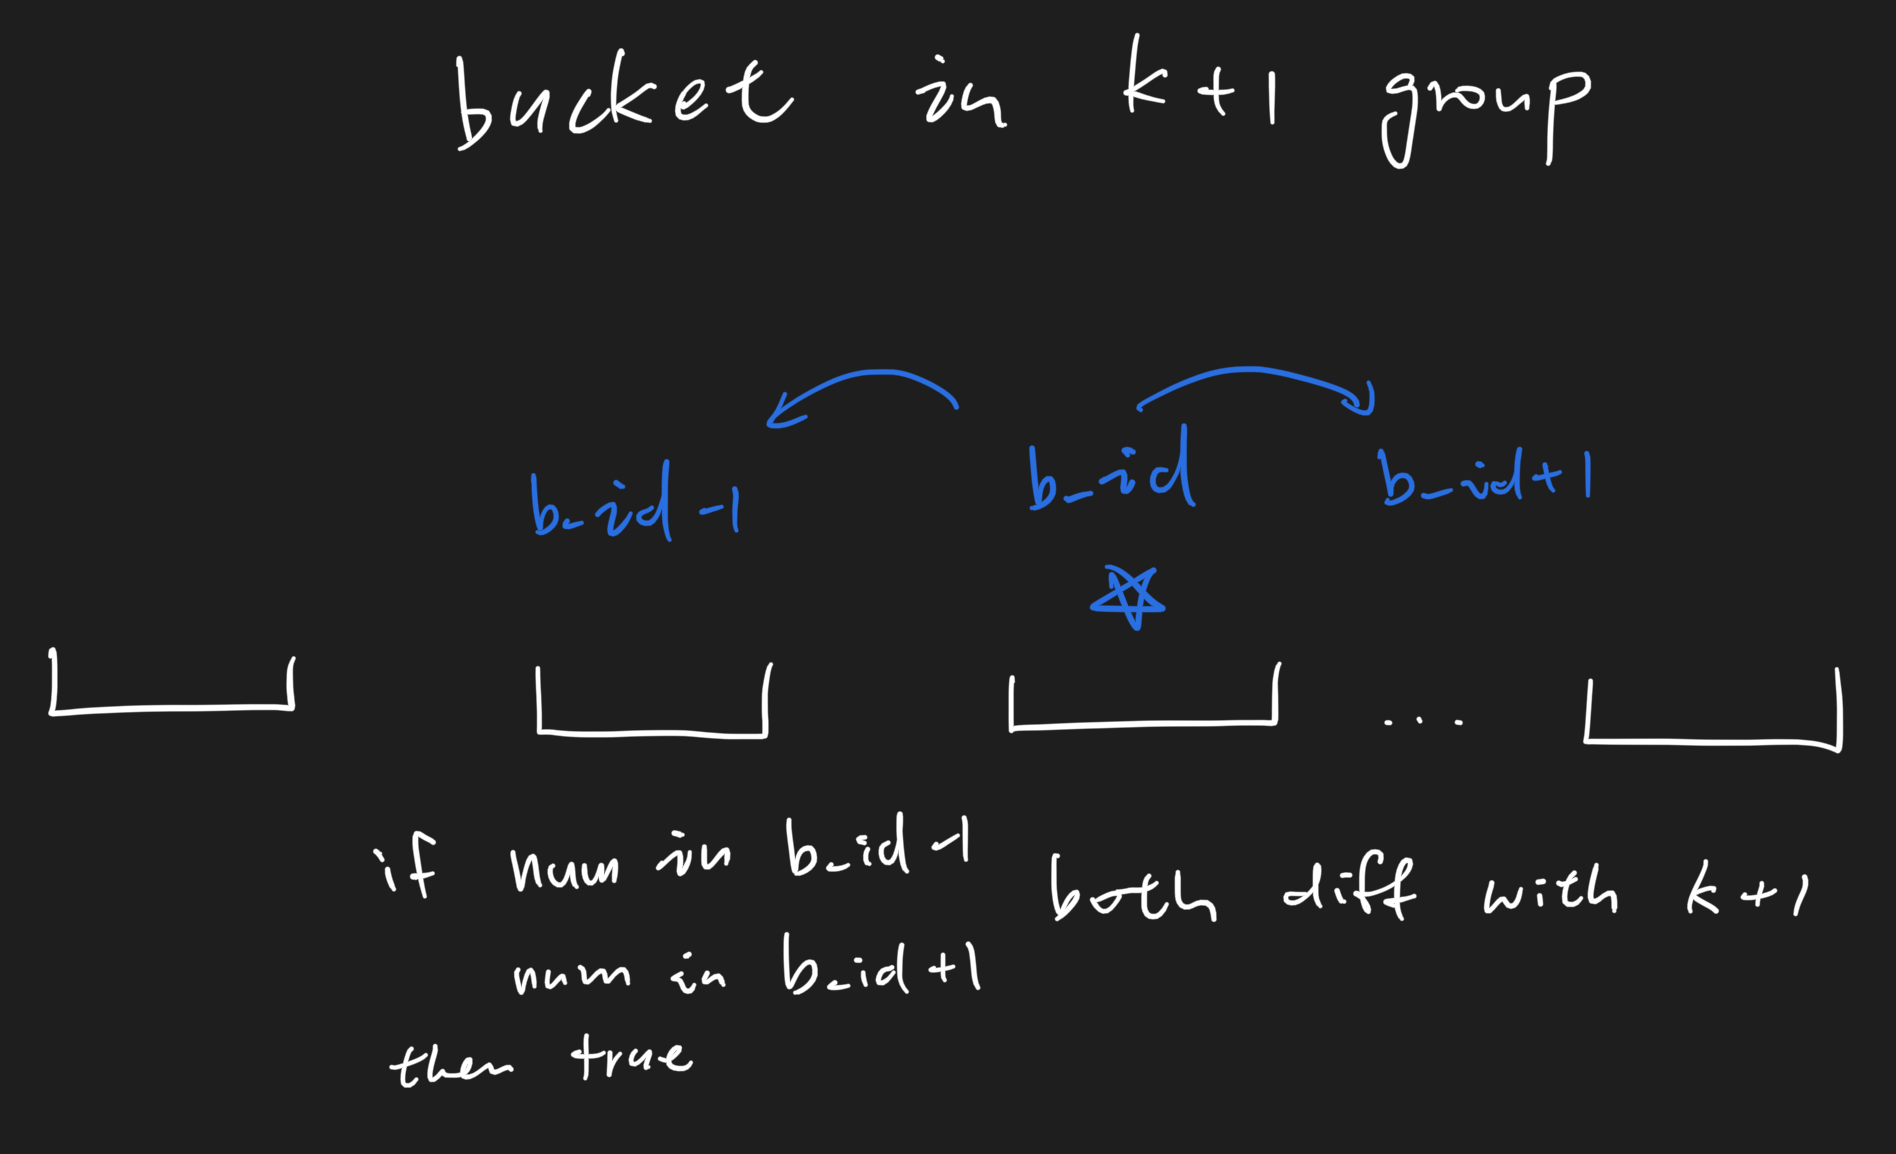 bucket in k+1 group
b_id-1 b_id b_id+1
...
if num in b_id-1 both diff with k+1
num in b_id+1
then true